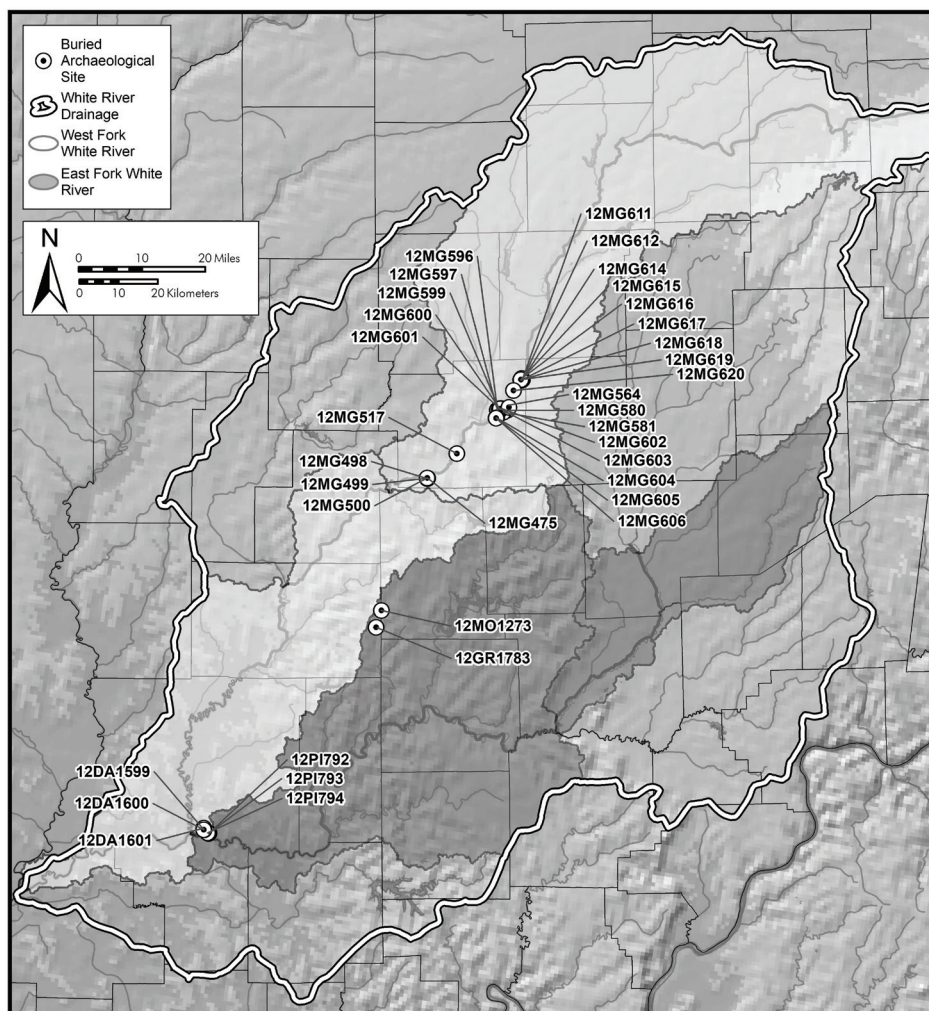 Buried
Archaeological
Site
White River
Drainage
West Fork
White River
East Fork White
River
N
20 Miles
0
10
20 Kilometers
0
10
12MG611
12MG612
12MG596
12MG597
12MG614
12MG615
12MG599
12MG616
12MG600
12MG617
12MG601
12MG618
12MG619
12MG620
12MG564
12MG580
12MG517
12MG581
12MG602
12MG498
12MG603
12MG499
12MG604
12MG500
12MG605
12MG475
12MG606
12MO1273
12GR1783
12PI792
12DA1599
12PI793
12PI794
12DA1600
12DA1601